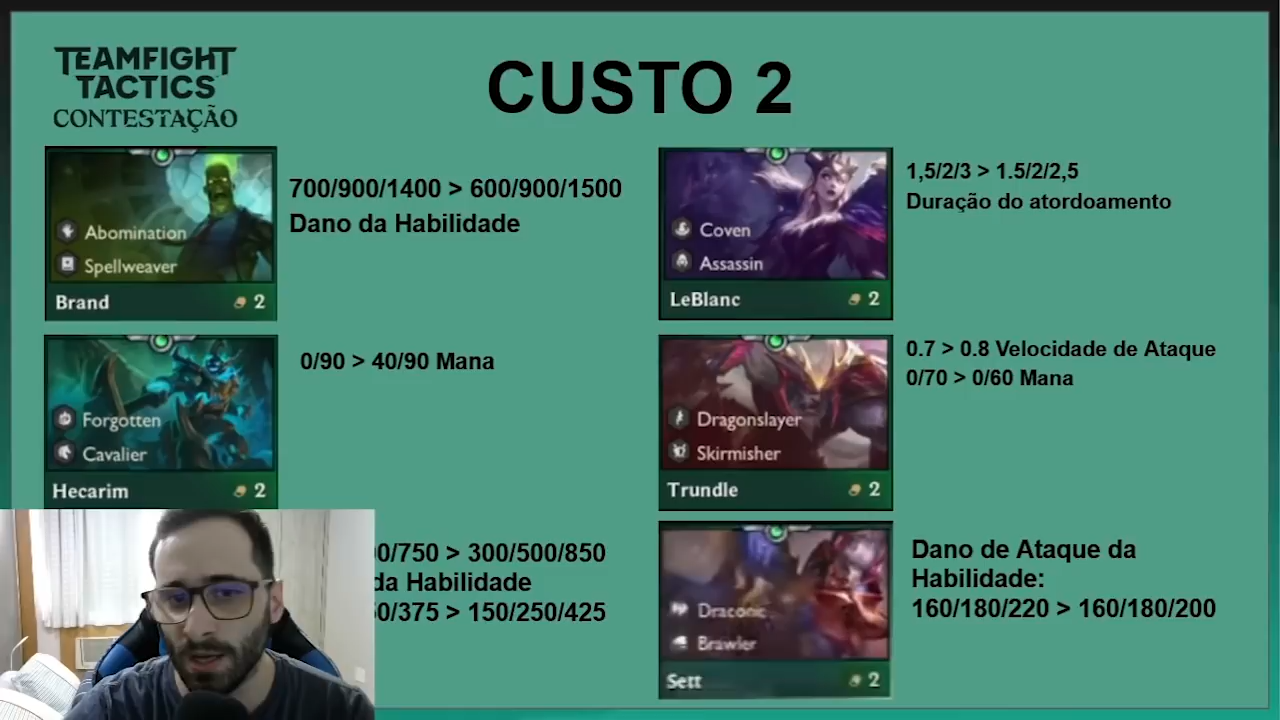 TEAMFIGHT
TACTICS
CONTESTAÇÃO
CUSTO 2
Abomination
Spellweaver
Brand 2
700/900/1400 > 600/900/1500
Dano da Habilidade
Coven
Assassin
LeBlanc 2
1,5/2/3 > 1.5/2/2,5
Duração do atordoamento
Forgotten
Cavalier
Hecarim 2
0/90 > 40/90 Mana
Dragonslayer
Skirmisher
Trundle 2
0.7 > 0.8 Velocidade de Ataque
0/70 > 0/60 Mana
0/750 > 300/500/850
da Habilidade
0/375 > 150/250/425
Draconic
Brawler
Sett 2
Dano de Ataque da
Habilidade:
160/180/220 > 160/180/200